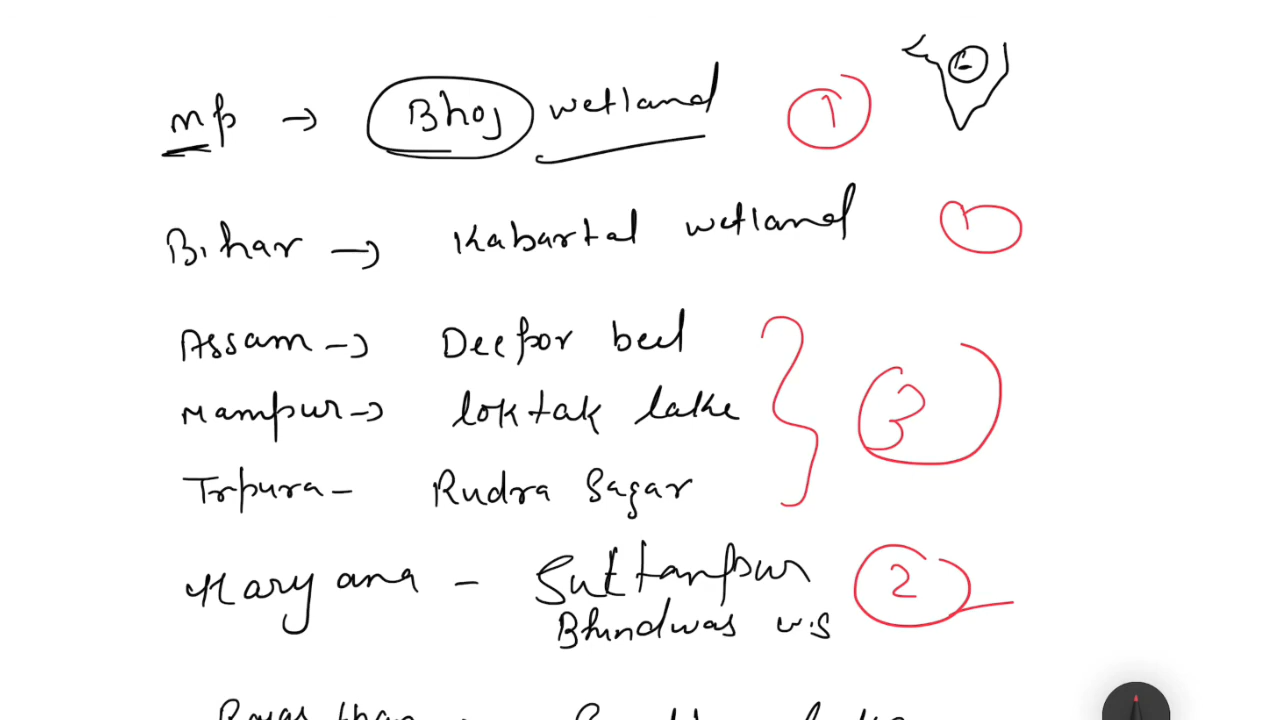 MP → Bhoj wetland 1
Bihar → Kabartal wetland 1
Assam → Deepor beel
Manipur → loktak lake
Tripura - Rudra Sagar
3
Haryana - Sultanpur 2
Bhindwas w.s